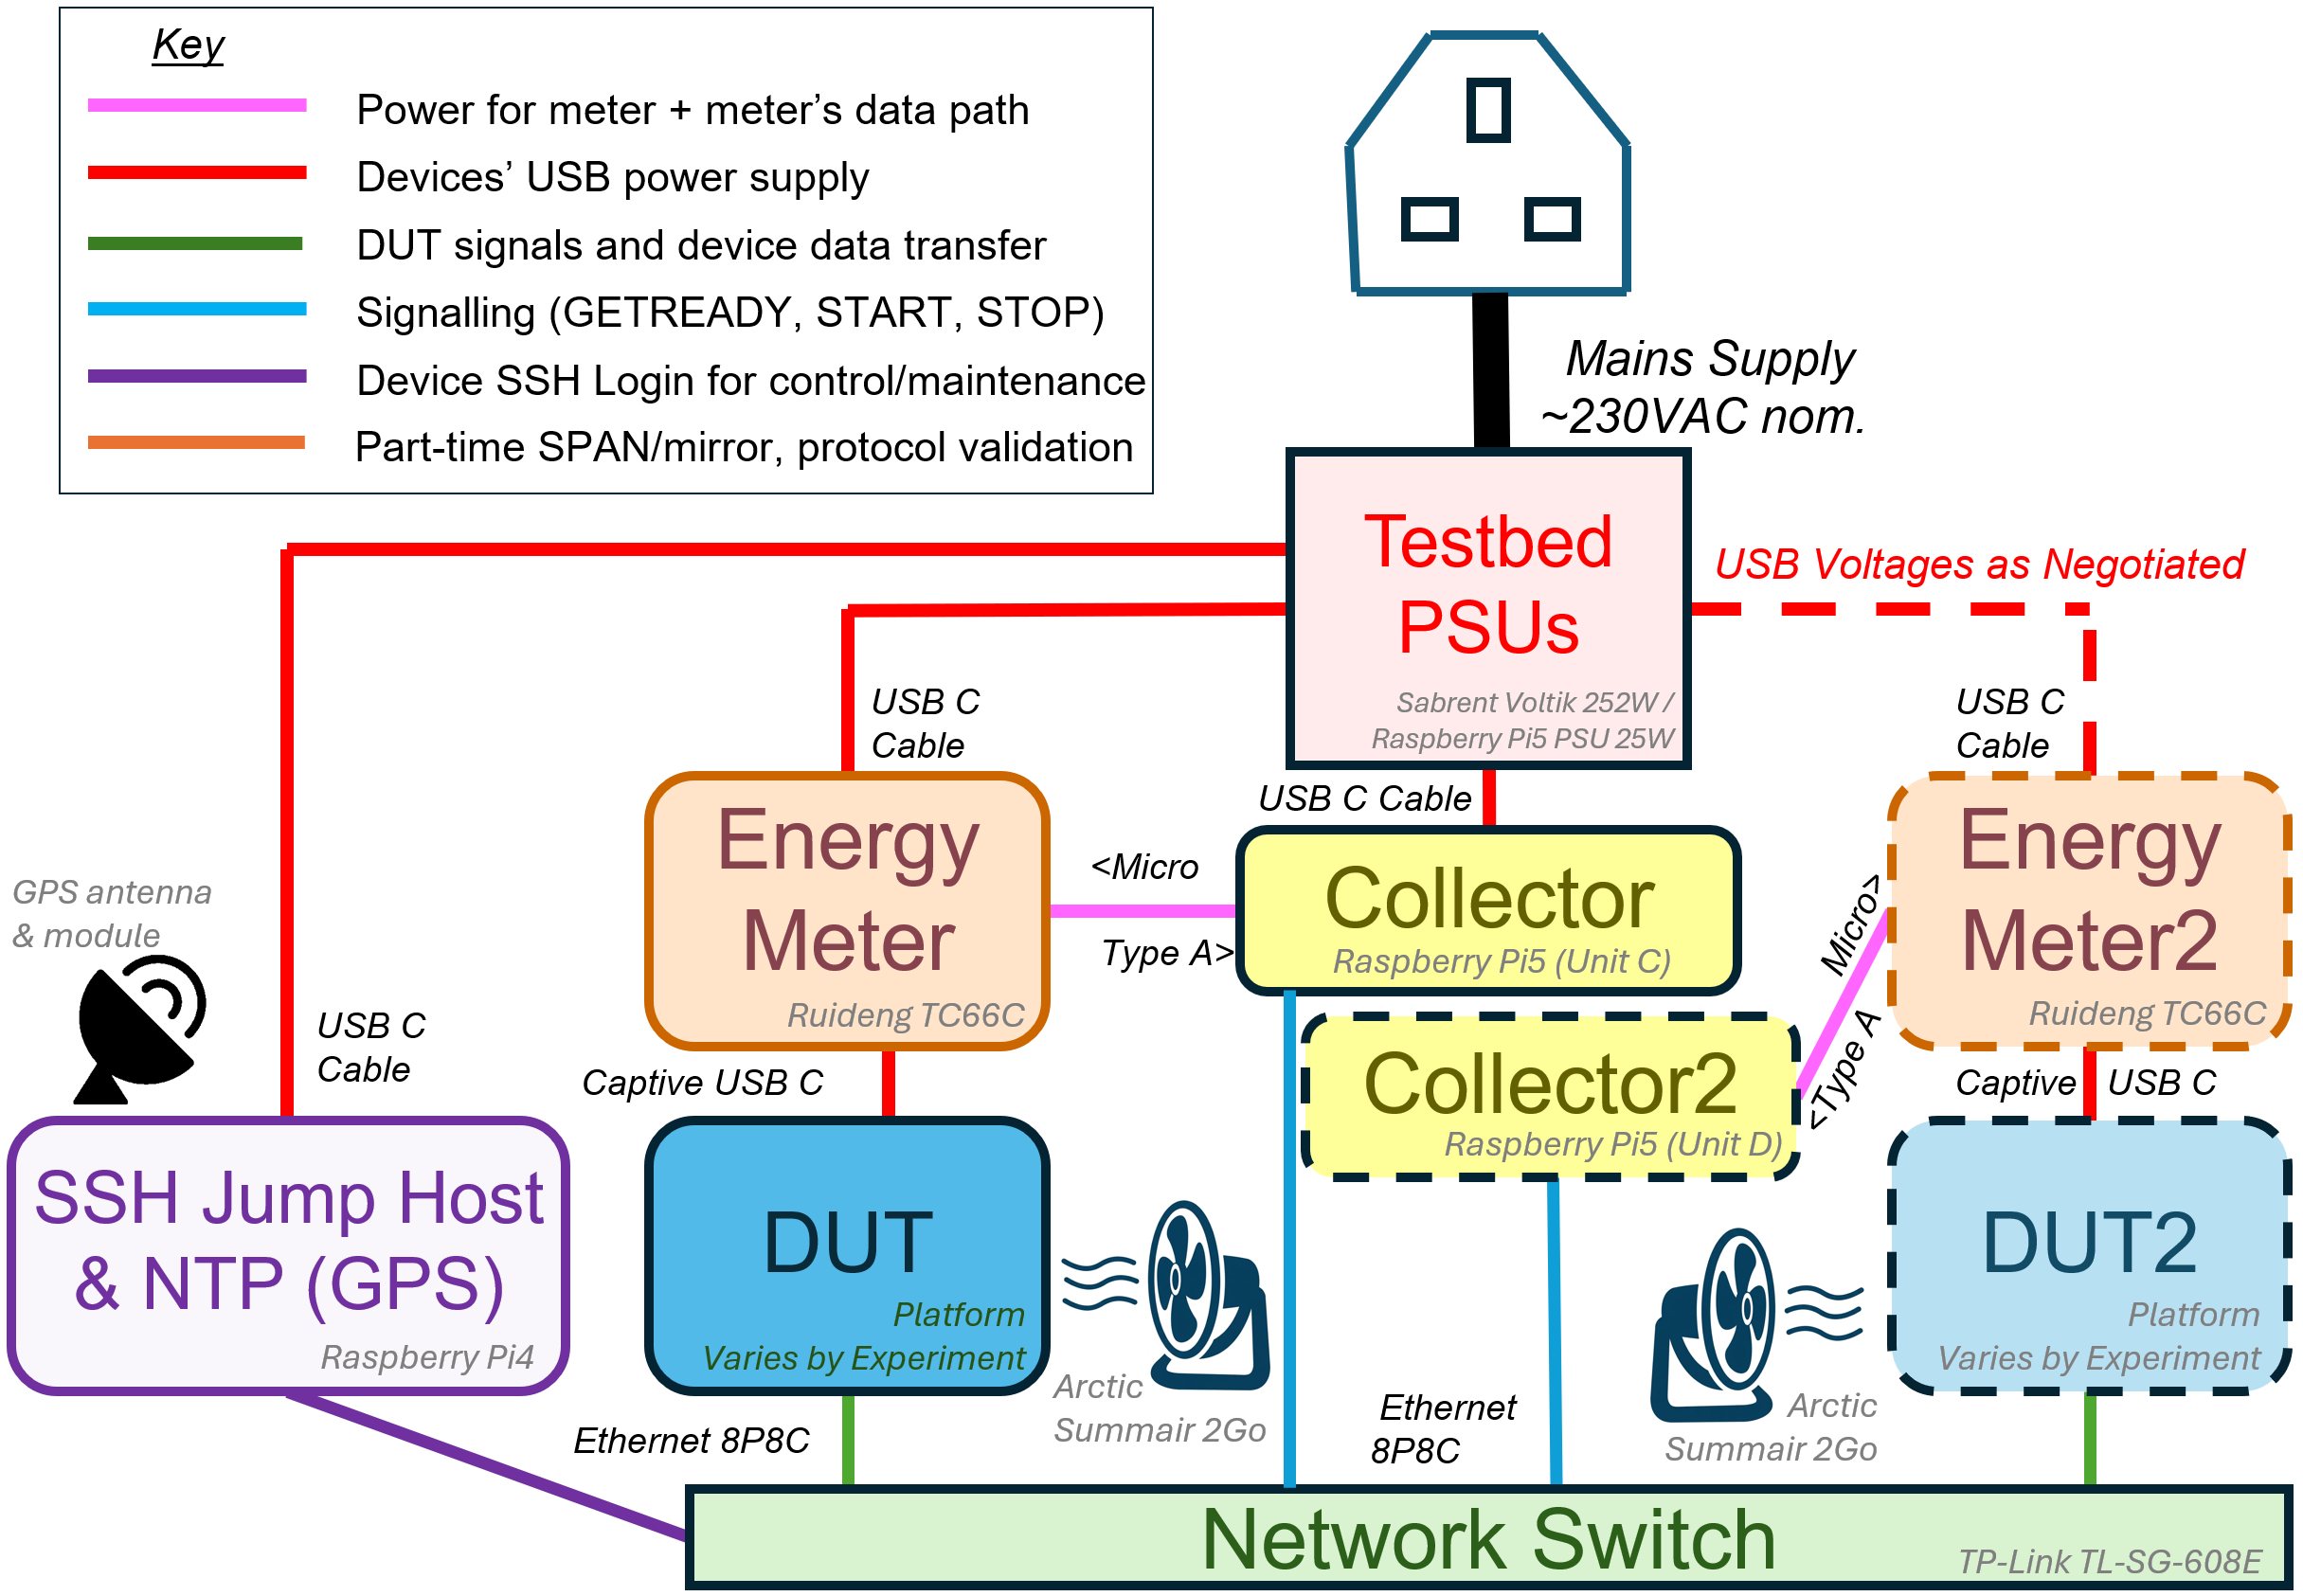 Key
Power for meter + meter’s data path
Devices’ USB power supply
DUT signals and device data transfer
Signalling (GETREADY, START, STOP)
Device SSH Login for control/maintenance
Part-time SPAN/mirror, protocol validation
Mains Supply
~230VAC nom.
Testbed
PSUs
Sabrent Voltik 252W /
Raspberry Pi5 PSU 25W
USB Voltages as Negotiated
USB C
Cable
USB C
Cable
USB C Cable
Energy
Meter
Ruideng TC66C
<Micro
Type A>
Collector
Raspberry Pi5 (Unit C)
Micro>
<Type A
Energy
Meter2
Ruideng TC66C
GPS antenna
& module
USB C
Cable
Captive USB C
Collector2
Raspberry Pi5 (Unit D)
Captive USB C
SSH Jump Host
& NTP (GPS)
Raspberry Pi4
DUT
Platform
Varies by Experiment
Arctic
Summair 2Go
DUT2
Platform
Varies by Experiment
Arctic
Summair 2Go
Ethernet 8P8C
Ethernet
8P8C
Network Switch
TP-Link TL-SG-608E